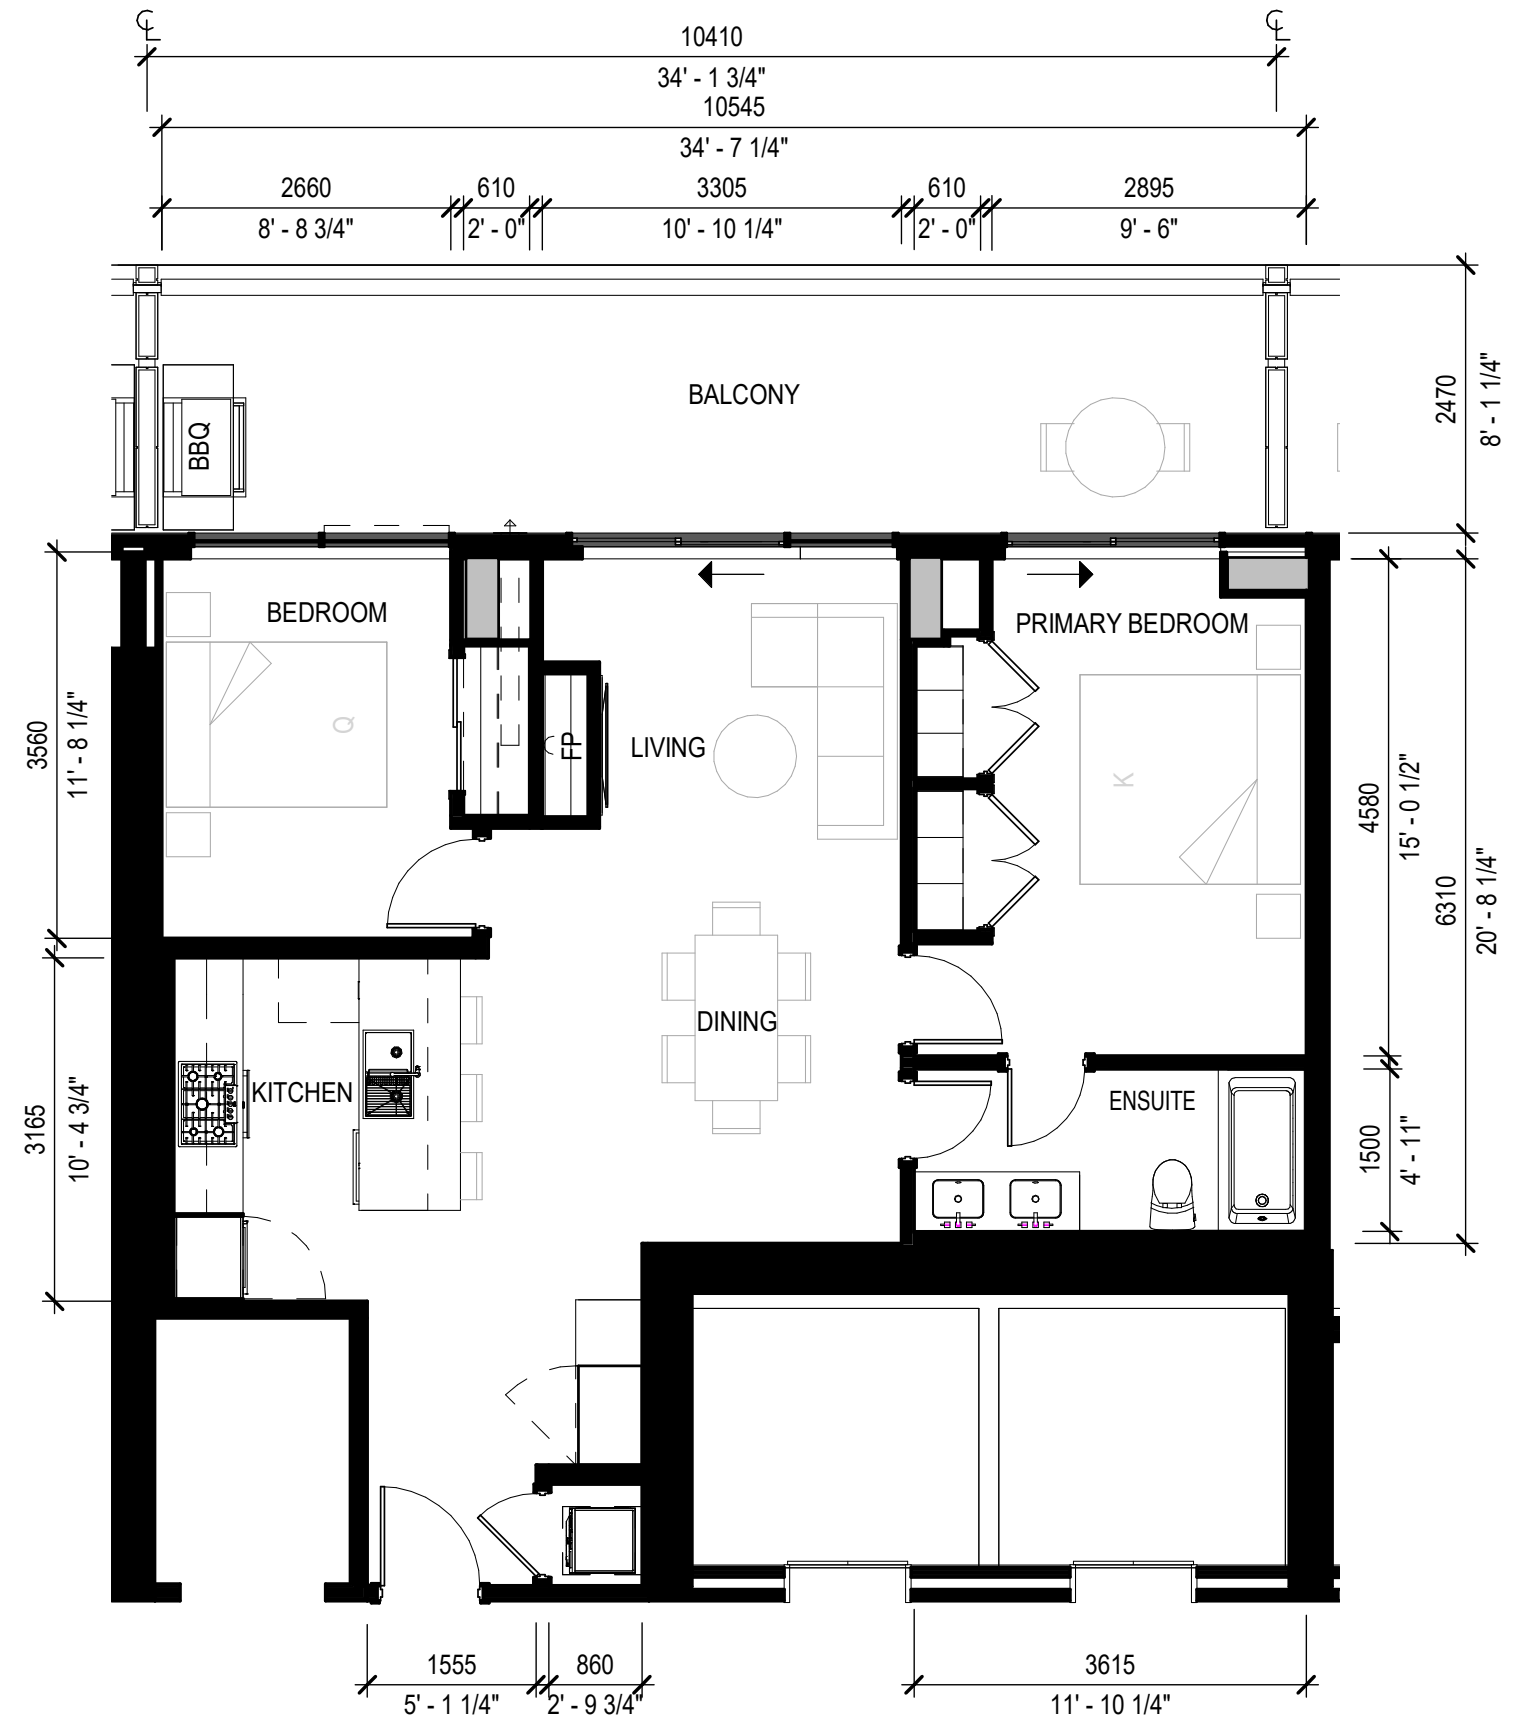 10410
34' - 1 3/4"
10545
34' - 7 1/4"
2660
610
3305
610
2895
8' - 8 3/4"
2' - 0"
10' - 10 1/4"
2' - 0"
9' - 6"
BALCONY
BBQ
2470
8' - 1 1/4"
BEDROOM
PRIMARY BEDROOM
Q
FP
LIVING
K
3560
11' - 8 1/4"
4580
15' - 0 1/2"
6310
20' - 8 1/4"
DINING
KITCHEN
ENSUITE
3165
10' - 4 3/4"
1500
4' - 11"
1555
860
3615
5' - 1 1/4"
2' - 9 3/4"
11' - 10 1/4"